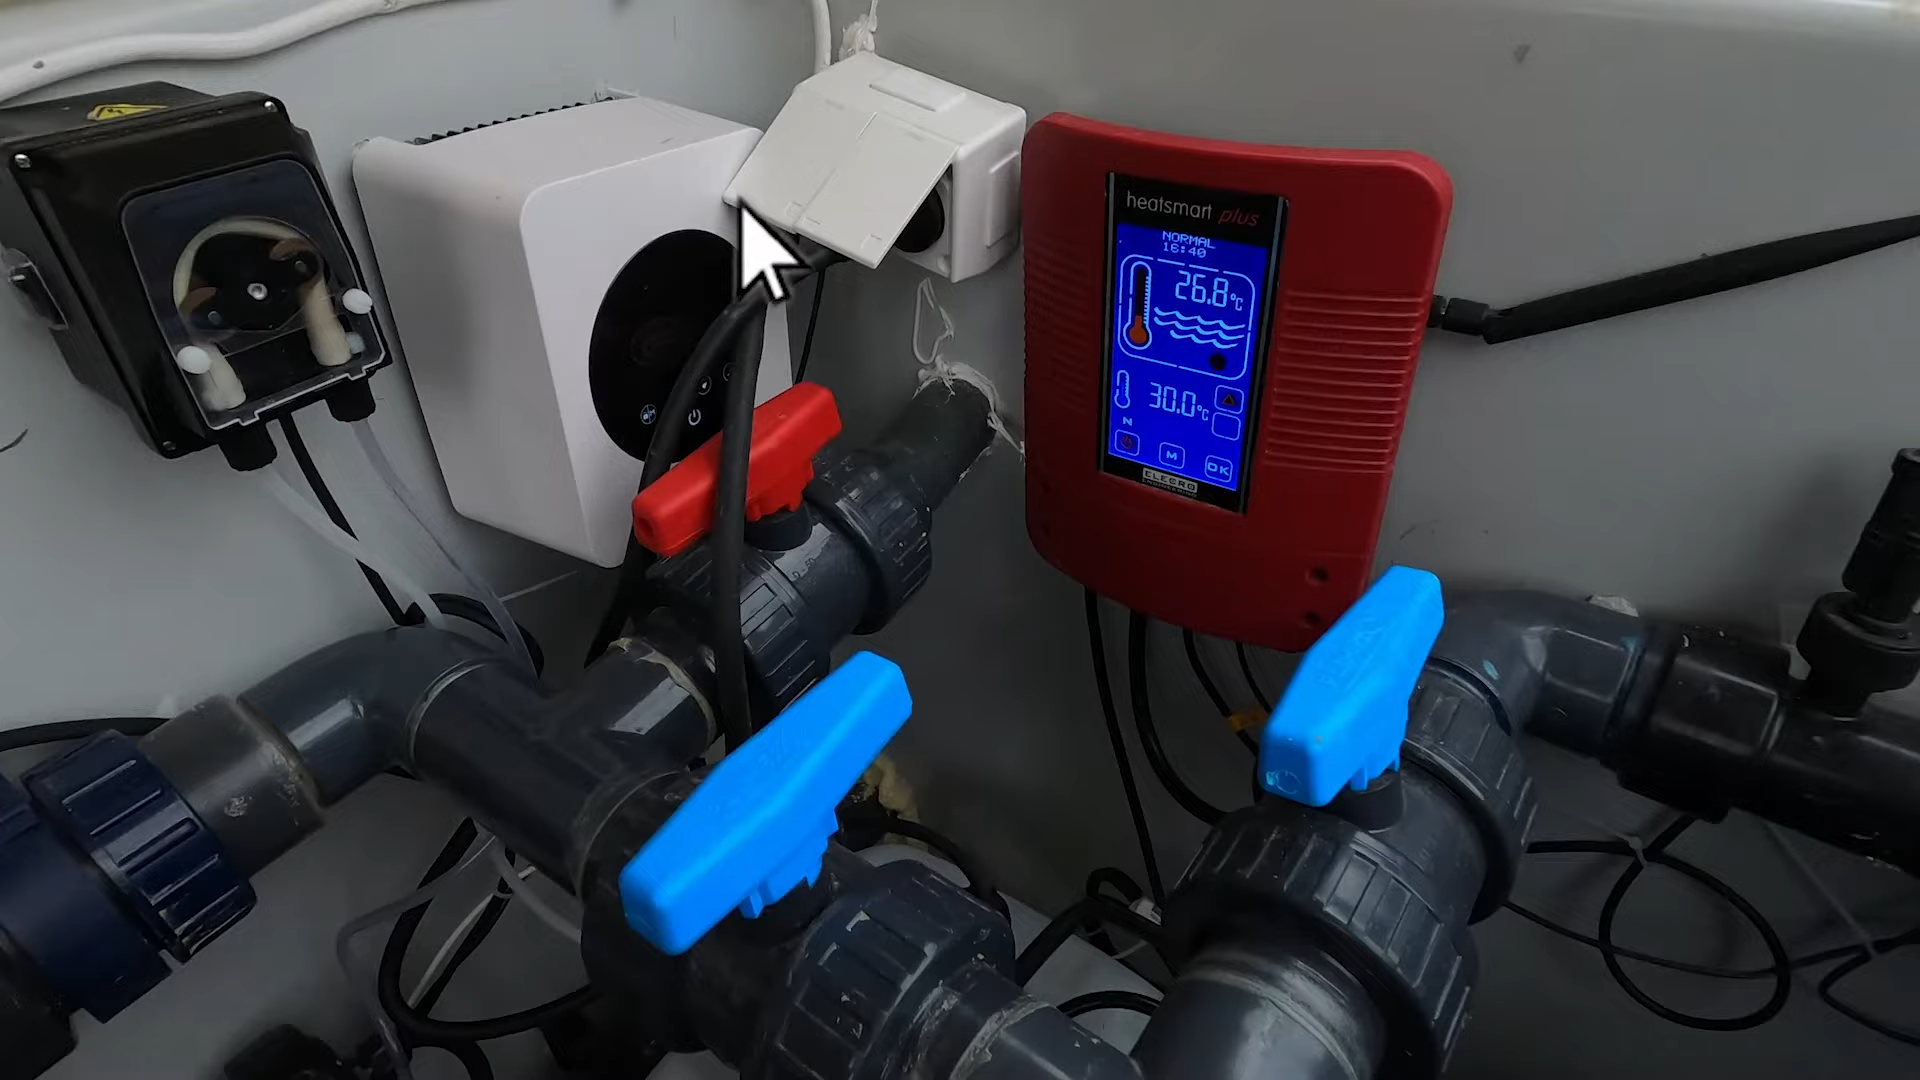 heatsmart plus
NORMAL
16:40
26.8°C
30.0°C
N
M
OK
ELECRO